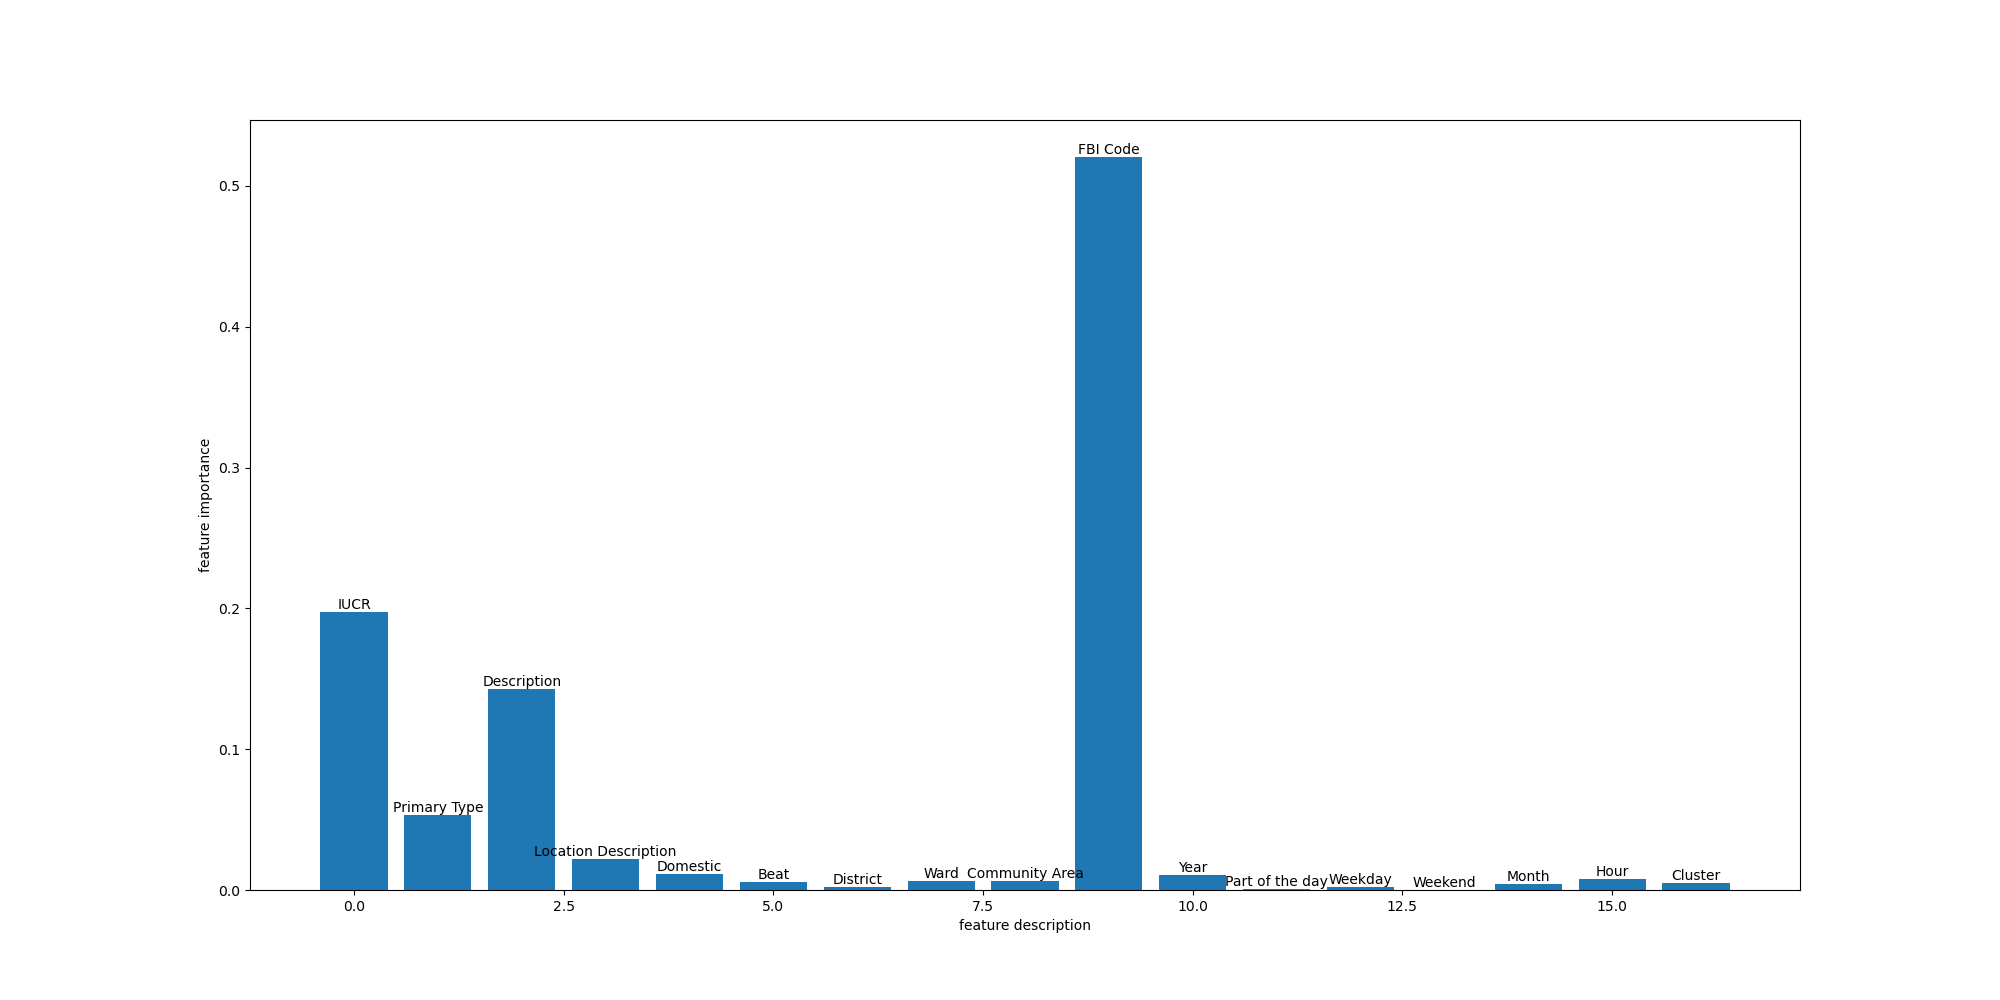 FBI Code
0.5
0.4
0.3
0.2
0.1
0.0
feature importance
IUCR
Primary Type
Description
Location Description
Domestic
Beat
District
Ward
Community Area
Year
Part of the day
Weekday
Weekend
Month
Hour
Cluster
0.0 2.5 5.0 7.5 10.0 12.5 15.0
feature description